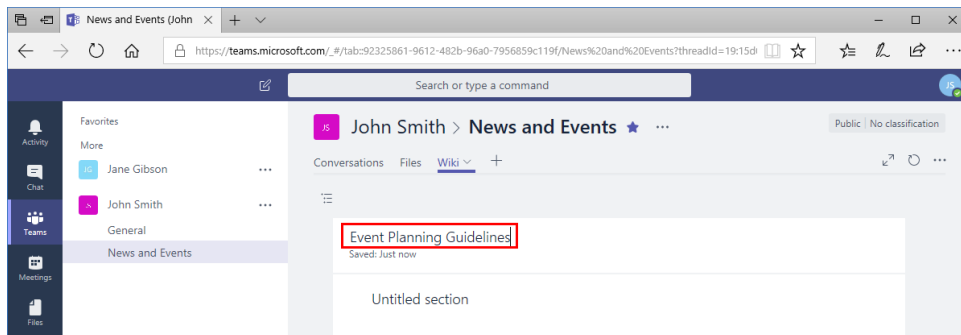 News and Events (John
https://teams.microsoft.com/_#/tab::92325861-9612-482b-96a0-7956859c119f/News%20and%20Events?threadId=19:15d
Search or type a command
JS
Activity
Chat
Teams
Meetings
Files
Favorites
More
JG Jane Gibson
JS John Smith
General
News and Events
JS John Smith > News and Events
Public No classification
Conversations Files Wiki
Event Planning Guidelines
Saved: Just now
Untitled section